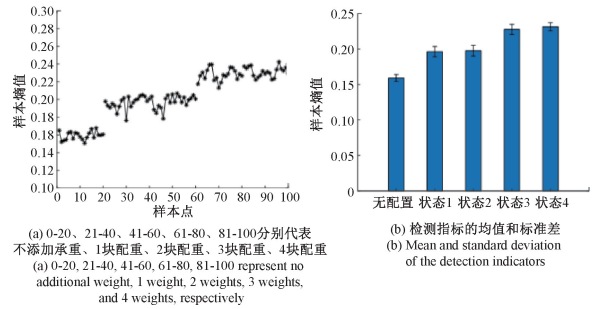 0.30
0.28
0.26
0.24
0.22
0.20
0.18
0.16
0.14
0.12
0.10
样本熵值
0 10 20 30 40 50 60 70 80 90 100
样本点
(a) 0-20、21-40、41-60、61-80、81-100分别代表
不添加承重、1块配重、2块配重、3块配重、4块配重
(a) 0-20, 21-40, 41-60, 61-80, 81-100 represent no
additional weight, 1 weight, 2 weights, 3 weights,
and 4 weights, respectively
0.25
0.20
0.15
0.10
0.05
0
样本熵值
无配置 状态1 状态2 状态3 状态4
(b) 检测指标的均值和标准差
(b) Mean and standard deviation
of the detection indicators